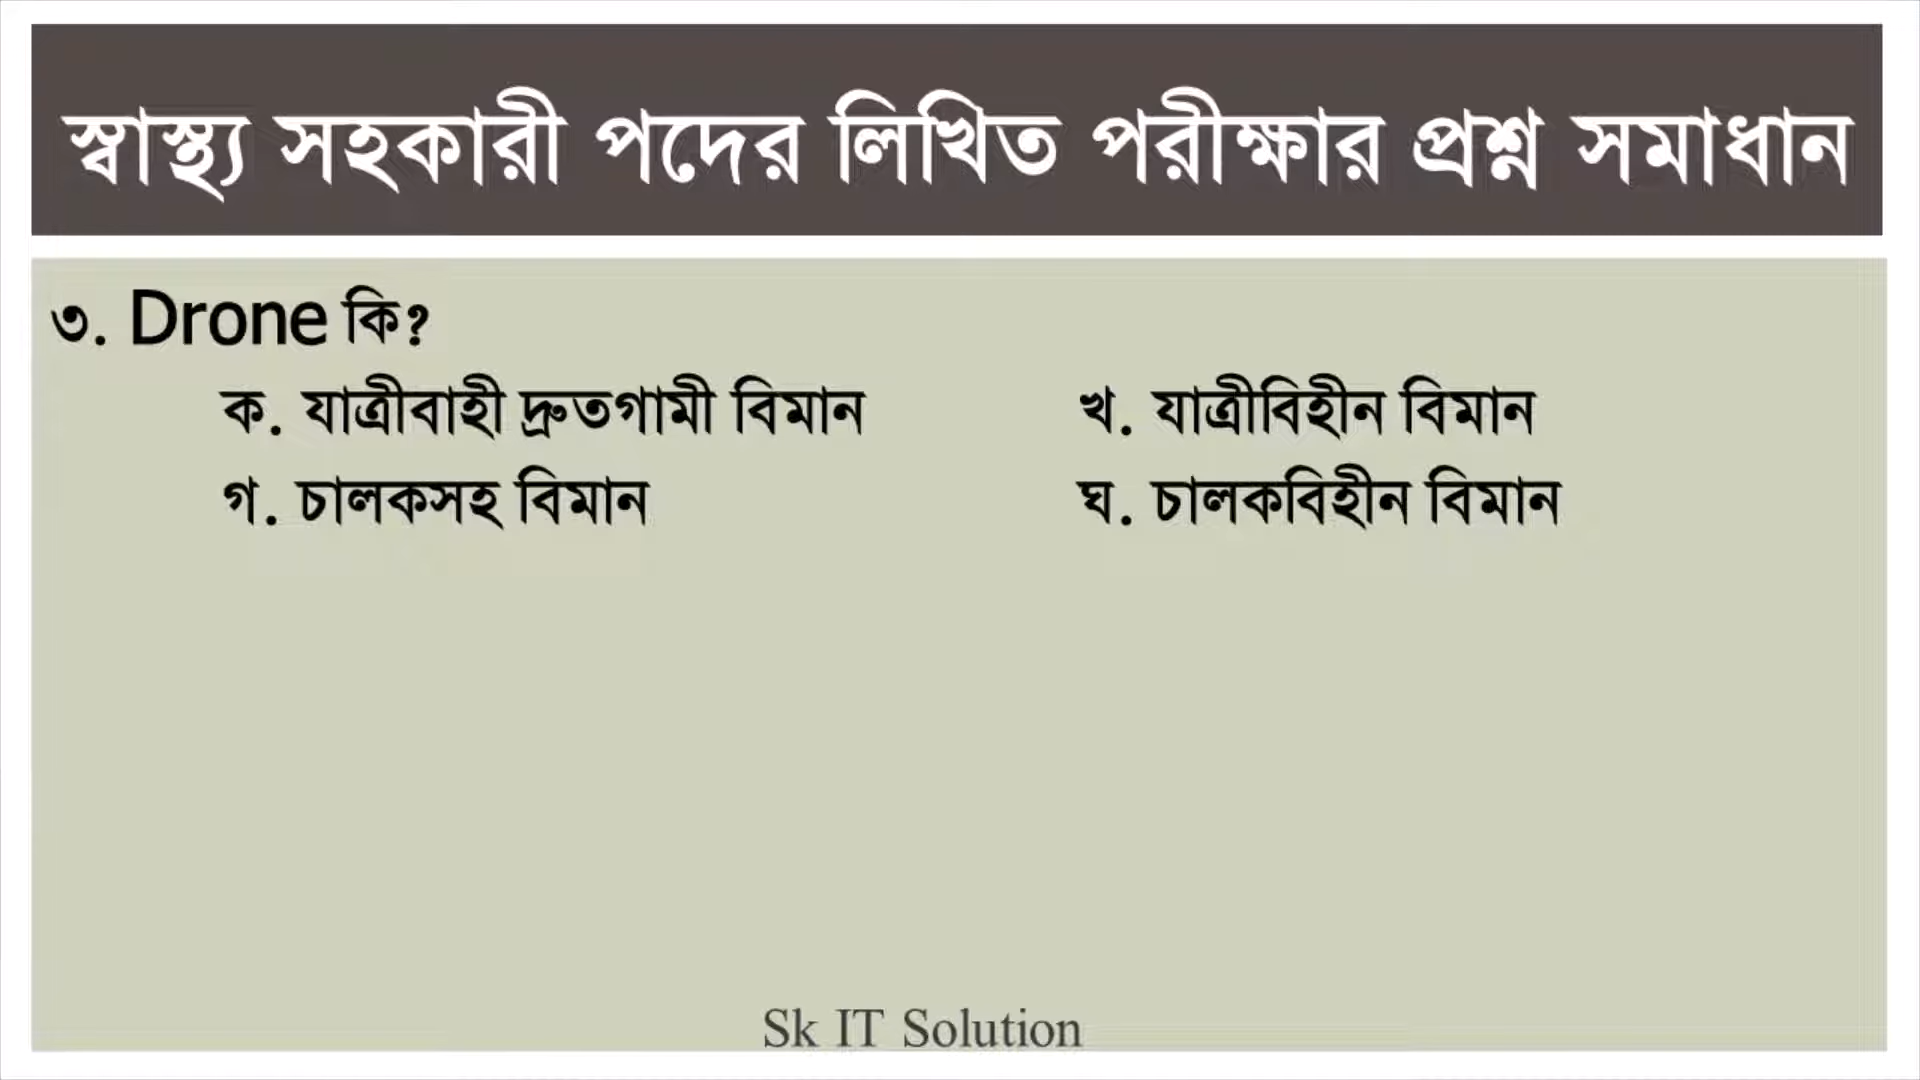 স্বাস্থ্য সহকারী পদের লিখিত পরীক্ষার প্রশ্ন সমাধান
৩. Drone কি?
ক. যাত্রীবাহী দ্রুতগামী বিমান খ. যাত্রীবিহীন বিমান
গ. চালকসহ বিমান ঘ. চালকবিহীন বিমান
Sk IT Solution